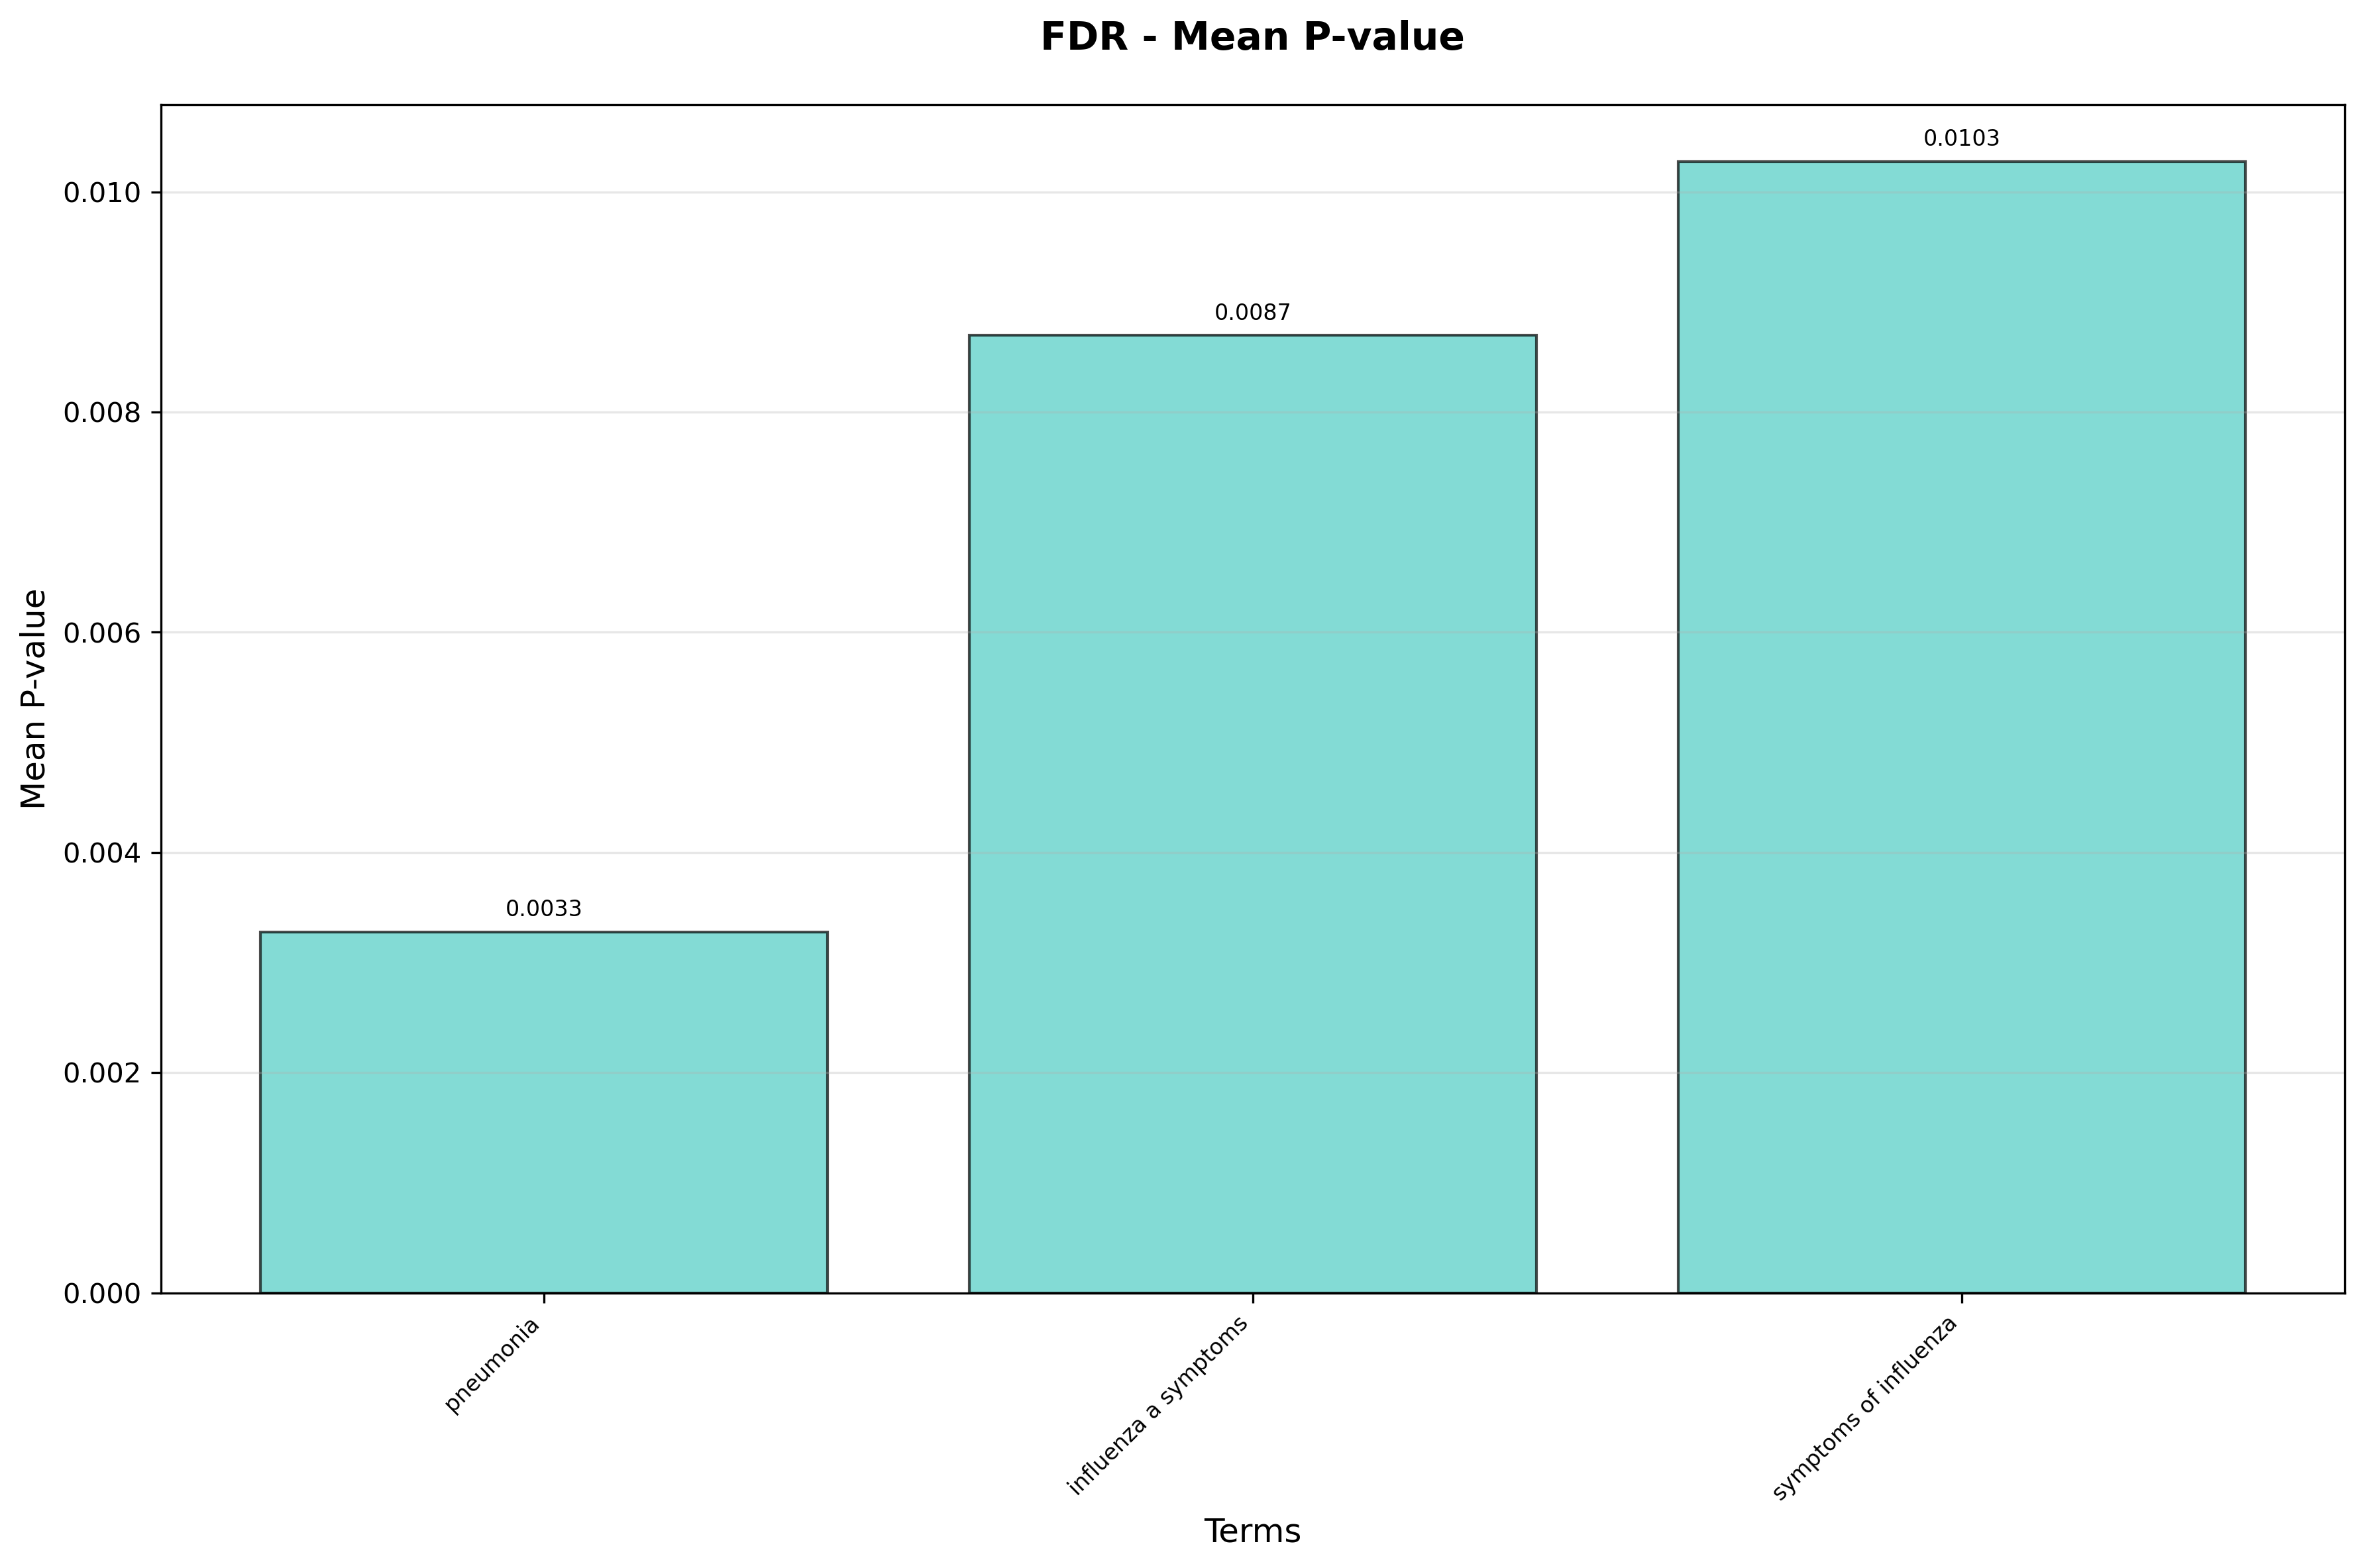 FDR - Mean P-value
Mean P-value
0.010
0.008
0.006
0.004
0.002
0.000
0.0033
0.0087
0.0103
pneumonia
influenza a symptoms
symptoms of influenza
Terms